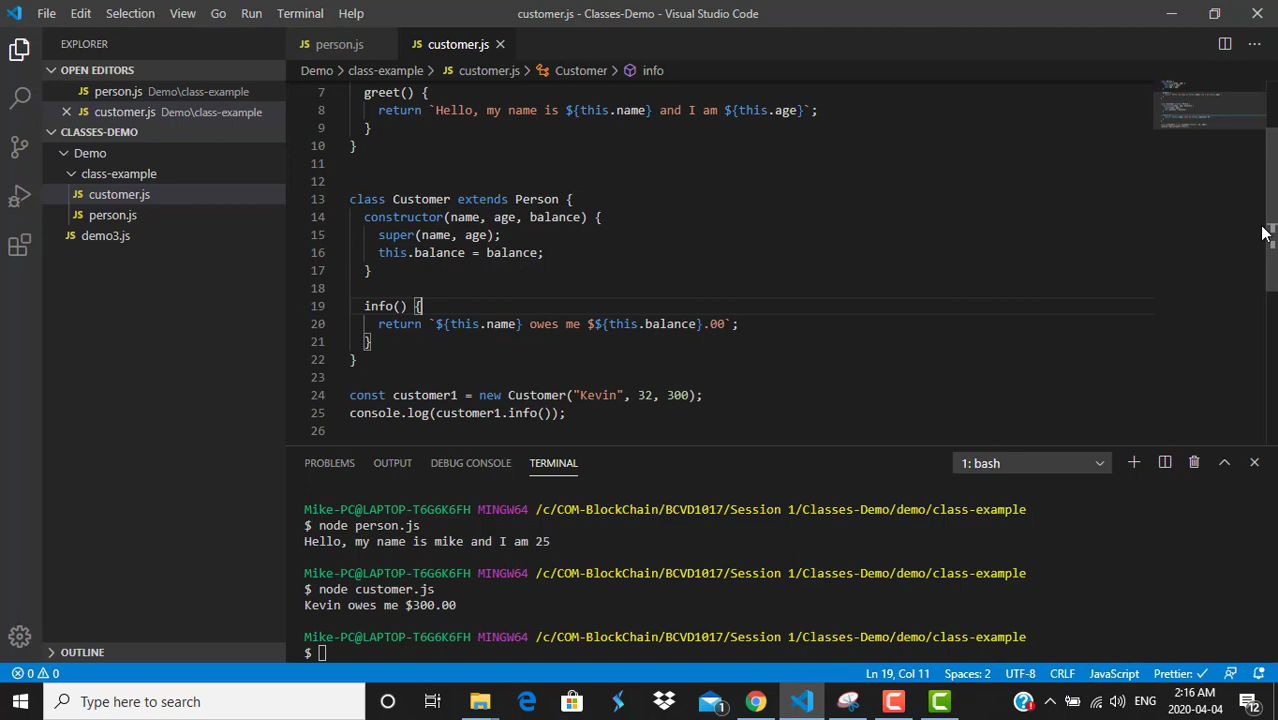 File Edit Selection View Go Run Terminal Help customer.js - Classes-Demo - Visual Studio Code
EXPLORER
OPEN EDITORS
person.js Demo\class-example
customer.js Demo\class-example
CLASSES-DEMO
Demo
class-example
JS customer.js
JS person.js
JS demo3.js
OUTLINE
JS person.js JS customer.js
Demo > class-example > JS customer.js > Customer > info
7 greet() {
8 return `Hello, my name is ${this.name} and I am ${this.age}`;
9 }
10 }
11
12
13 class Customer extends Person {
14 constructor(name, age, balance) {
15 super(name, age);
16 this.balance = balance;
17 }
18
19 info() {
20 return `${this.name} owes me $${this.balance}.00`;
21 }
22 }
23
24 const customer1 = new Customer("Kevin", 32, 300);
25 console.log(customer1.info());
26
PROBLEMS OUTPUT DEBUG CONSOLE TERMINAL 1: bash
Mike-PC@LAPTOP-T6G6K6FH MINGW64 /c/COM-BlockChain/BCVD1017/Session 1/Classes-Demo/demo/class-example
$ node person.js
Hello, my name is mike and I am 25
Mike-PC@LAPTOP-T6G6K6FH MINGW64 /c/COM-BlockChain/BCVD1017/Session 1/Classes-Demo/demo/class-example
$ node customer.js
Kevin owes me $300.00
Mike-PC@LAPTOP-T6G6K6FH MINGW64 /c/COM-BlockChain/BCVD1017/Session 1/Classes-Demo/demo/class-example
$
0 0 Ln 19, Col 11 Spaces: 2 UTF-8 CRLF JavaScript Prettier: ✓
Type here to search
1
ENG
2:16 AM
2020-04-04
12